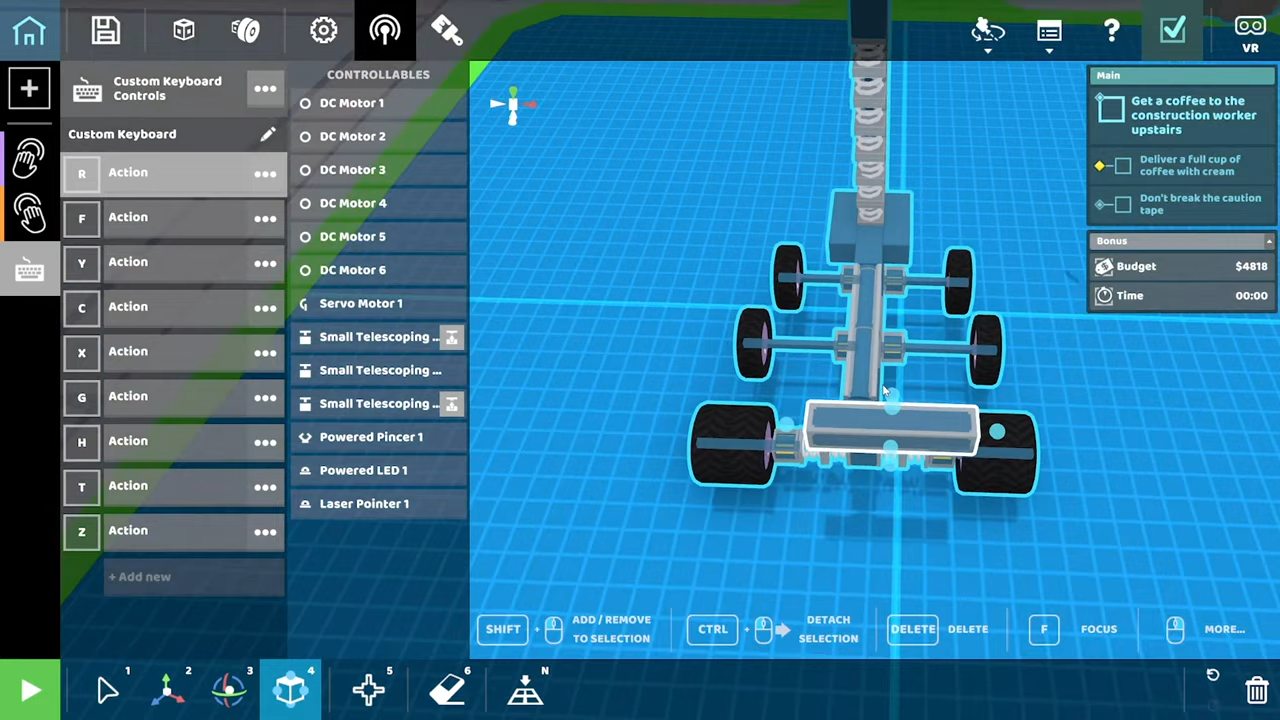 VR
Custom Keyboard
Controls
Custom Keyboard
R Action
F Action
Y Action
C Action
X Action
G Action
H Action
T Action
Z Action
+ Add new
CONTROLLABLES
DC Motor 1
DC Motor 2
DC Motor 3
DC Motor 4
DC Motor 5
DC Motor 6
Servo Motor 1
Small Telescoping ..
Small Telescoping ...
Small Telescoping ..
Powered Pincer 1
Powered LED 1
Laser Pointer 1
Main
Get a coffee to the
construction worker
upstairs
Deliver a full cup of
coffee with cream
Don't break the caution
tape
Bonus
Budget $4818
Time 00:00
SHIFT + ADD / REMOVE
TO SELECTION
CTRL + DETACH
SELECTION
DELETE DELETE
F FOCUS
MORE...
1 2 3 4 5 6 N